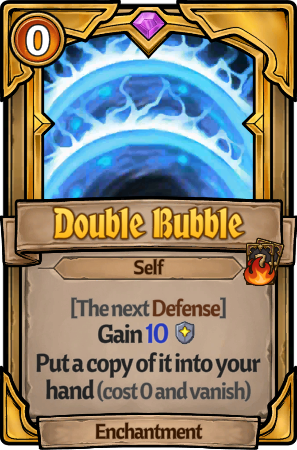 0
Double Bubble
Self
[The next Defense]
Gain 10
Put a copy of it into your
hand (cost 0 and vanish)
Enchantment